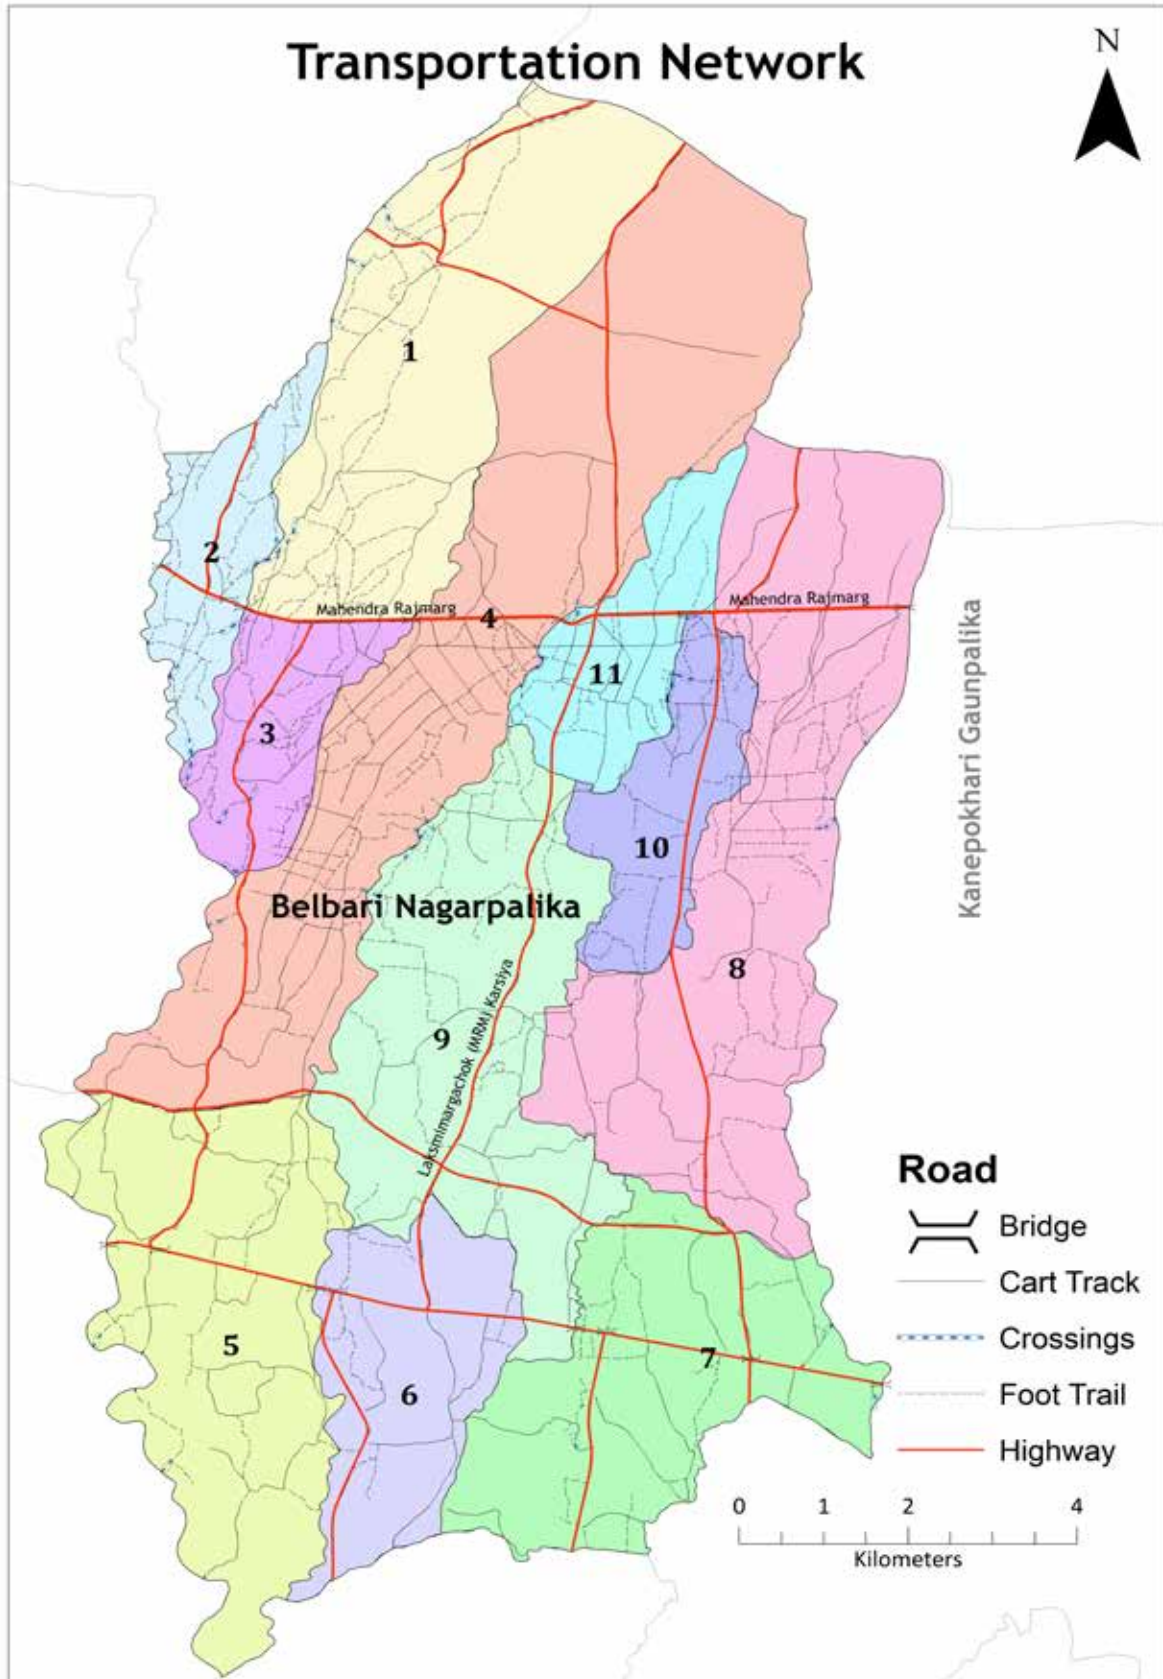 Transportation Network
N
1
2
Mahendra Rajmarg
4
Mahendra Rajmarg
11
3
10
Kanepokhari Gaunpalika
Belbari Nagarpalika
8
9
Laksmimargachok (MRM) Karsiya
5
6
7
Road
Bridge
Cart Track
Crossings
Foot Trail
Highway
0 1 2 4
Kilometers